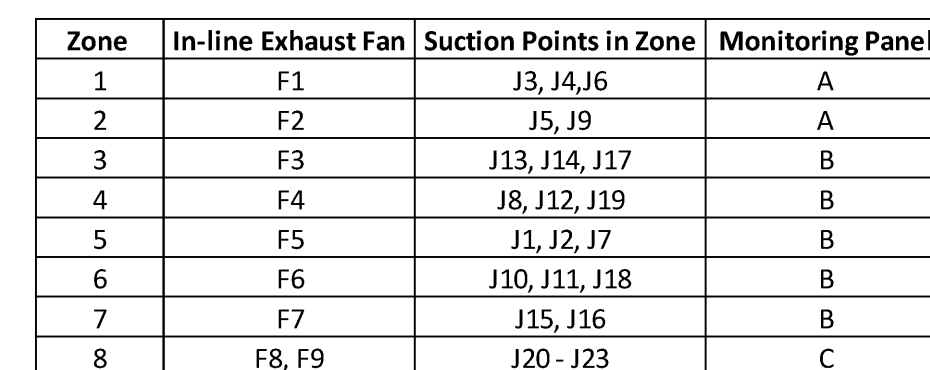 Zone In-line Exhaust Fan Suction Points in Zone Monitoring Panel
1 F1 J3, J4,J6 A
2 F2 J5, J9 A
3 F3 J13, J14, J17 B
4 F4 J8, J12, J19 B
5 F5 J1, J2, J7 B
6 F6 J10, J11, J18 B
7 F7 J15, J16 B
8 F8, F9 J20 - J23 C